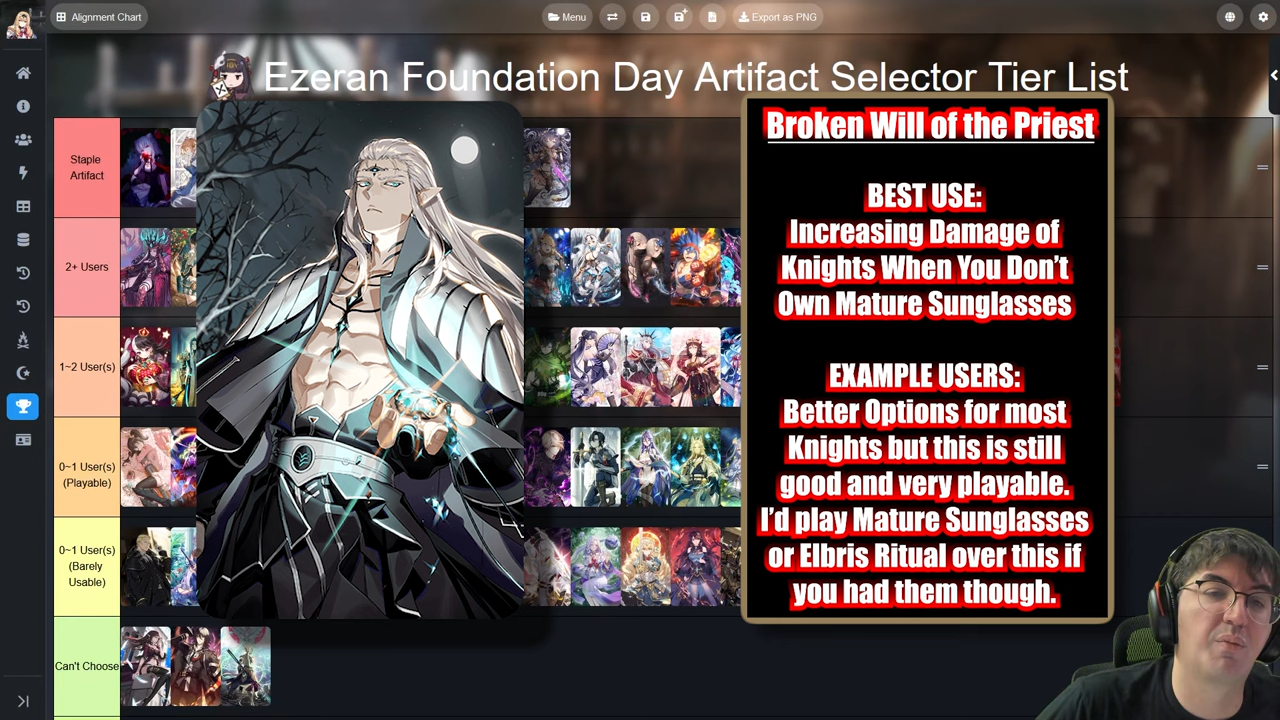 Alignment Chart
Menu
Export as PNG
Ezeran Foundation Day Artifact Selector Tier List
Staple
Artifact
2+ Users
1~2 User(s)
0~1 User(s)
(Playable)
0~1 User(s)
(Barely
Usable)
Can't Choose
Broken Will of the Priest
BEST USE:
Increasing Damage of
Knights When You Don't
Own Mature Sunglasses
EXAMPLE USERS:
Better Options for most
Knights but this is still
good and very playable.
I'd play Mature Sunglasses
or Elbris Ritual over this if
you had them though.